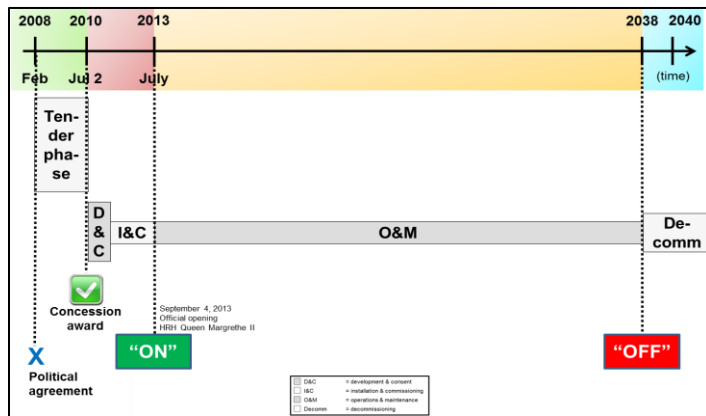 2008 2010 2013 2038 2040
Feb Jul 2 July (time)
Ten-
der
pha-
se
D
&
C
I&C
O&M
De-
comm
Concession
award
September 4, 2013
Official opening
HRH Queen Margrethe II
X
Political
agreement
“ON”
“OFF”
D&C = development & consent
I&C = installation & commissioning
O&M = operations & maintenance
Decomm = decommissioning